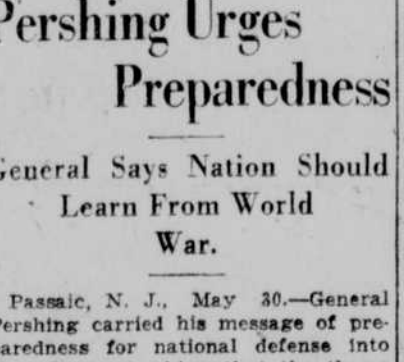 Pershing Urges
Preparedness
General Says Nation Should
Learn From World
War.
Passaic, N. J., May 30.—General
Pershing carried his message of pre-
paredness for national defense into